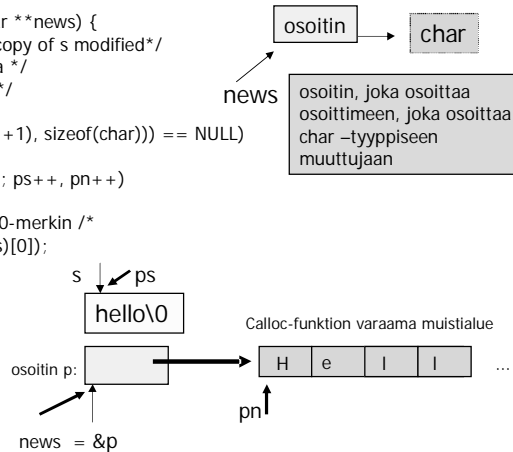 r **news) {
copy of s modified*/
a */
*/
+1), sizeof(char))) == NULL)
; ps++, pn++)
0-merkin /*
s)[0]);
osoitin
char
news
osoitin, joka osoittaa
osoittimeen, joka osoittaa
char –tyyppiseen
muuttujaan
s
ps
hello\0
Calloc-funktion varaama muistialue
osoitin p:
H e l l ...
pn
news = &p